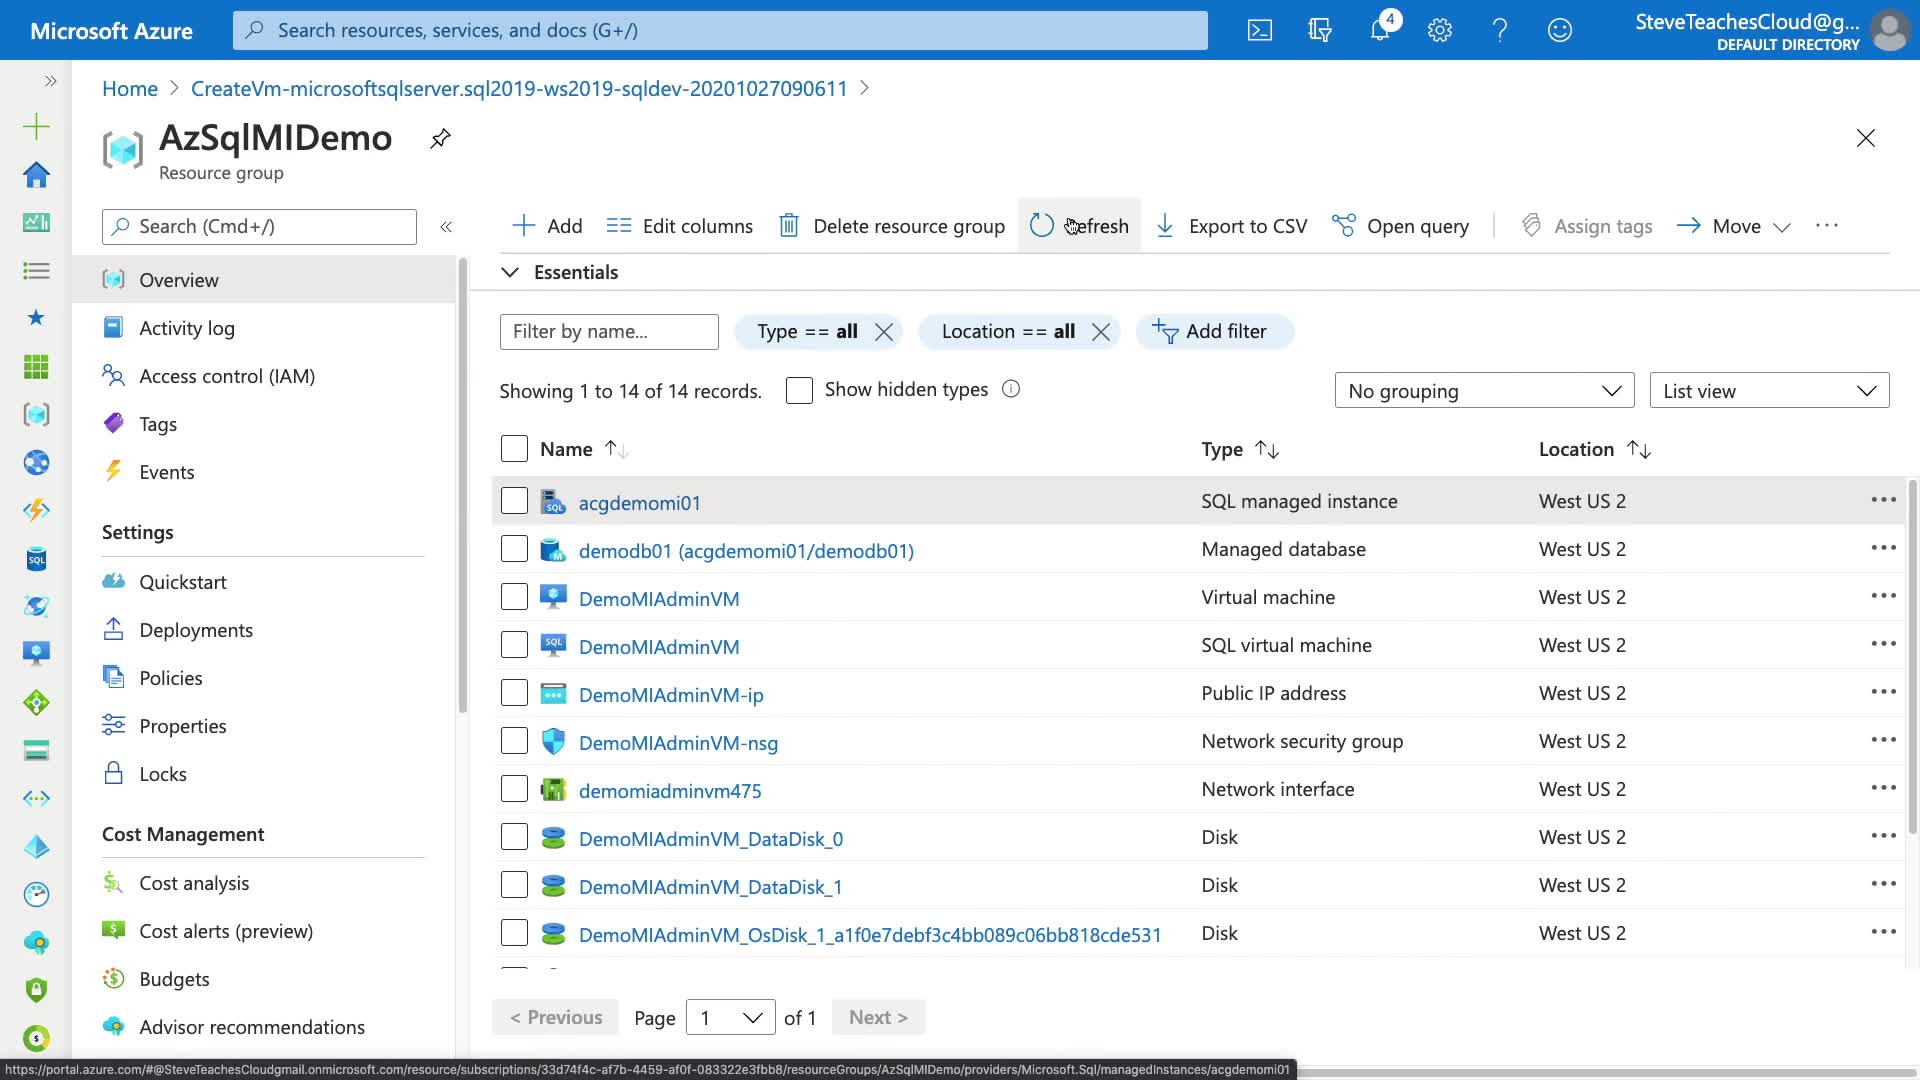 Microsoft Azure
Search resources, services, and docs (G+/)
4
SteveTeachesCloud@g...
DEFAULT DIRECTORY
Home > CreateVm-microsoftsqlserver.sql2019-ws2019-sqldev-20201027090611 >
AzSqlMIDemo
Resource group
Search (Cmd+/)
Add
Edit columns
Delete resource group
Refresh
Export to CSV
Open query
Assign tags
Move
Overview
Activity log
Access control (IAM)
Tags
Events
Settings
Quickstart
Deployments
Policies
Properties
Locks
Cost Management
Cost analysis
Cost alerts (preview)
Budgets
Advisor recommendations
Essentials
Filter by name...
Type == all
Location == all
Add filter
Showing 1 to 14 of 14 records.
Show hidden types
No grouping
List view
Name Type Location
acgdemomi01 SQL managed instance West US 2
demodb01 (acgdemomi01/demodb01) Managed database West US 2
DemoMIAdminVM Virtual machine West US 2
DemoMIAdminVM SQL virtual machine West US 2
DemoMIAdminVM-ip Public IP address West US 2
DemoMIAdminVM-nsg Network security group West US 2
demomiadminvm475 Network interface West US 2
DemoMIAdminVM_DataDisk_0 Disk West US 2
DemoMIAdminVM_DataDisk_1 Disk West US 2
DemoMIAdminVM_OsDisk_1_a1f0e7debf3c4bb089c06bb818cde531 Disk West US 2
< Previous Page 1 of 1 Next >
https://portal.azure.com/#@SteveTeachesCloudgmail.onmicrosoft.com/resource/subscriptions/33d74f4c-af7b-4459-af0f-083322e3fbb8/resourceGroups/AzSqlMIDemo/providers/Microsoft.Sql/managedInstances/acgdemomi01